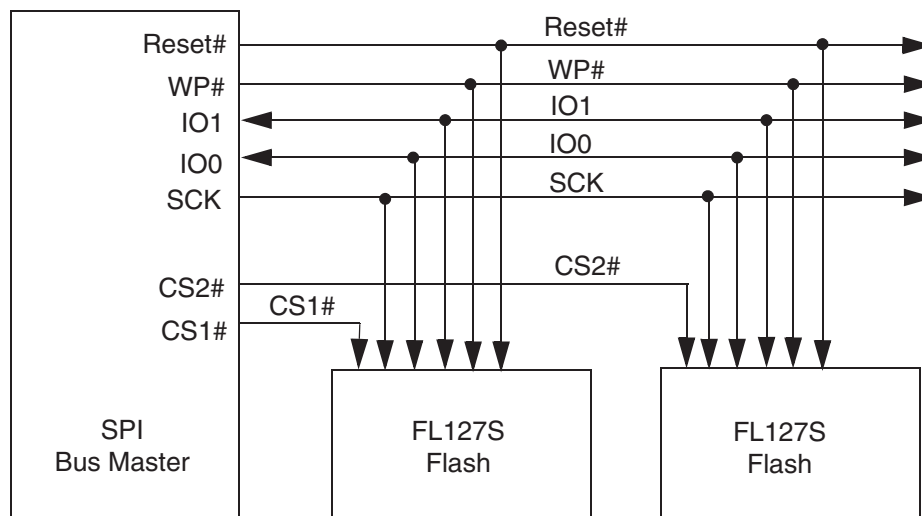 Reset#
Reset#
WP#
WP#
IO1
IO1
IO0
IO0
SCK
SCK
CS2#
CS2#
CS1#
CS1#
SPI
Bus Master
FL127S
Flash
FL127S
Flash